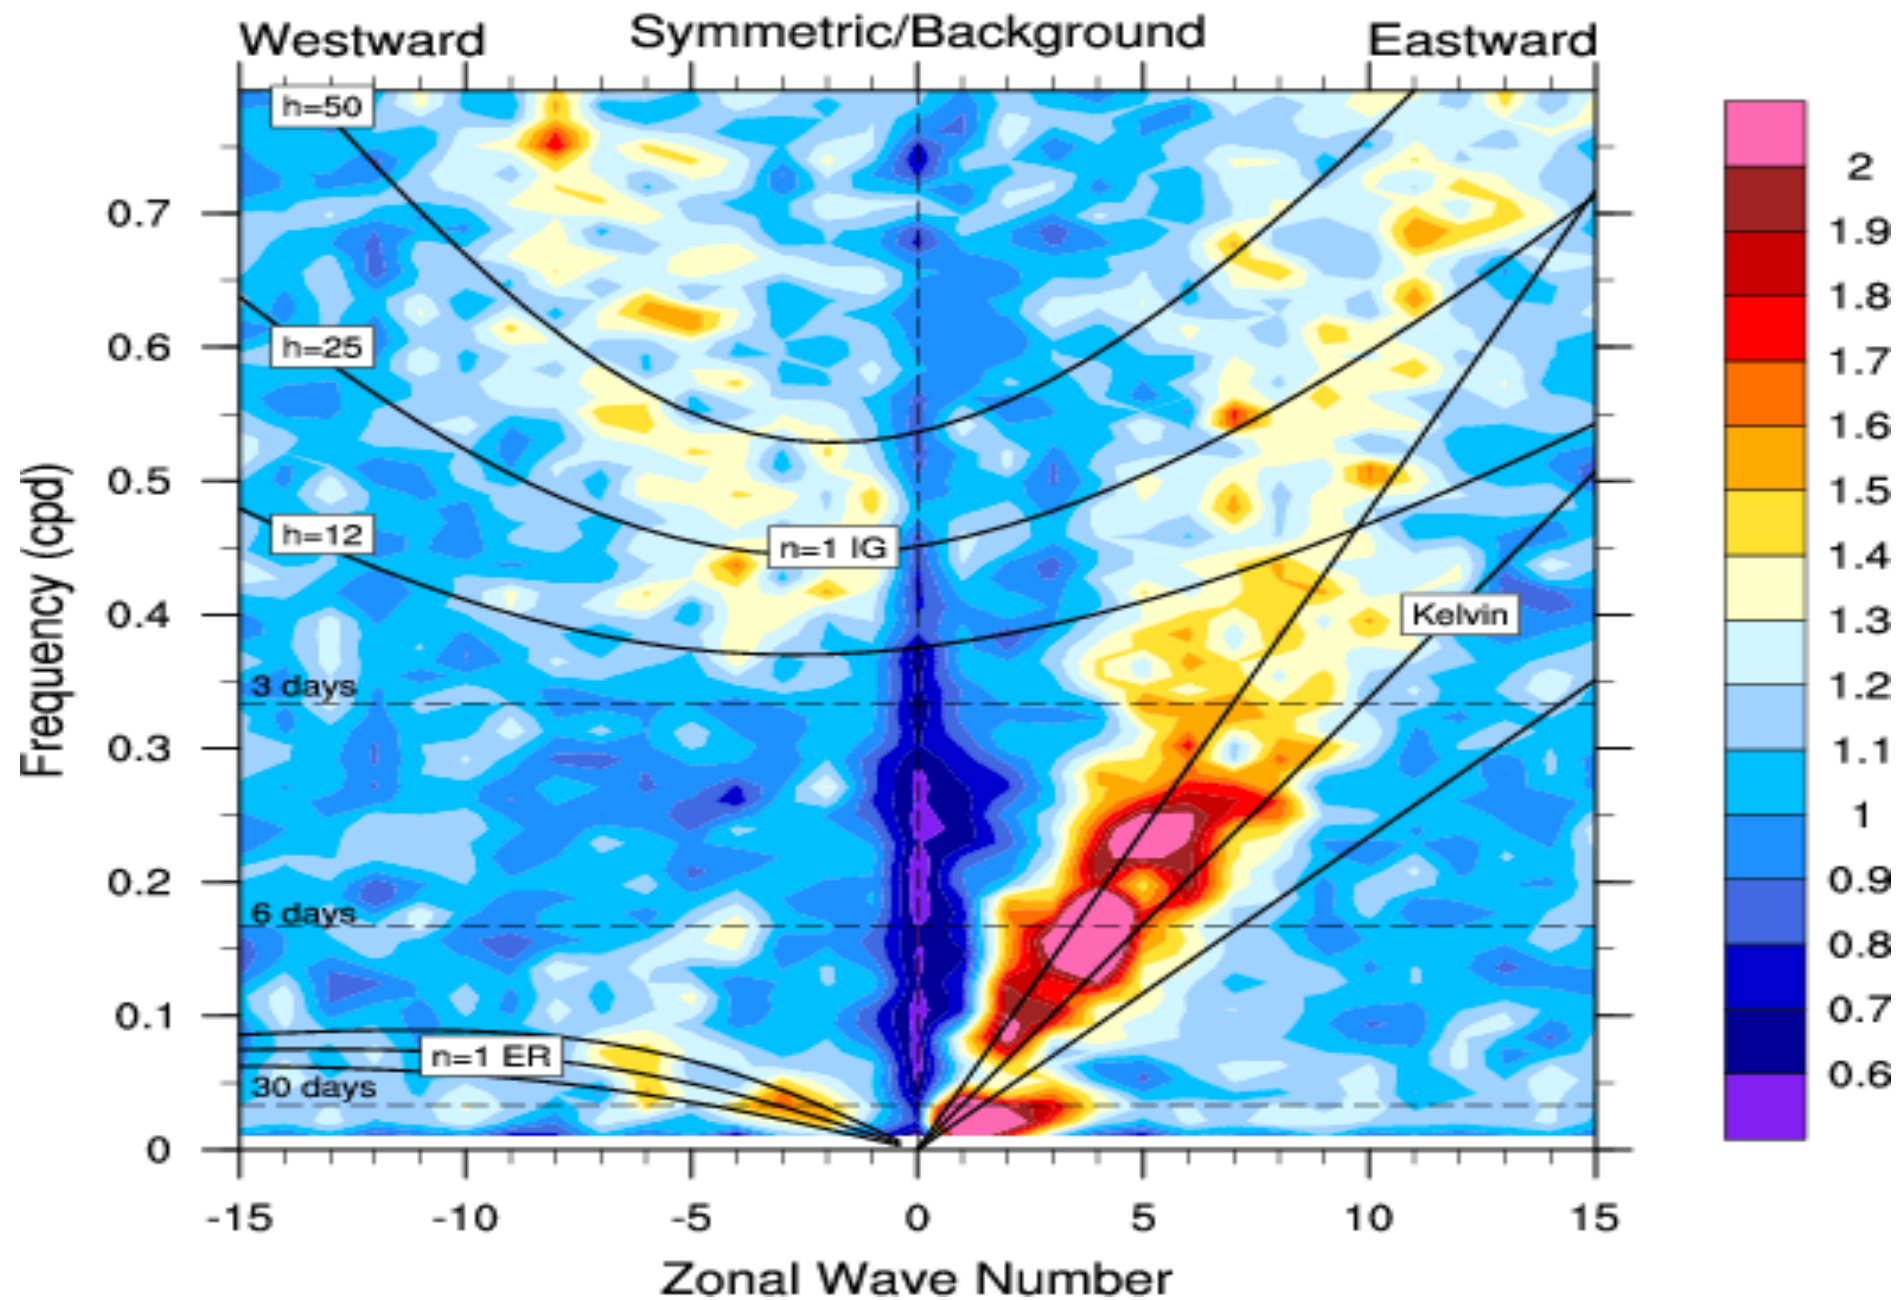 Westward Symmetric/Background Eastward
h=50
h=25
h=12
n=1 IG
Kelvin
3 days
6 days
n=1 ER
30 days
Frequency (cpd)
0.7
0.6
0.5
0.4
0.3
0.2
0.1
0
-15 -10 -5 0 5 10 15
Zonal Wave Number
2
1.9
1.8
1.7
1.6
1.5
1.4
1.3
1.2
1.1
1
0.9
0.8
0.7
0.6